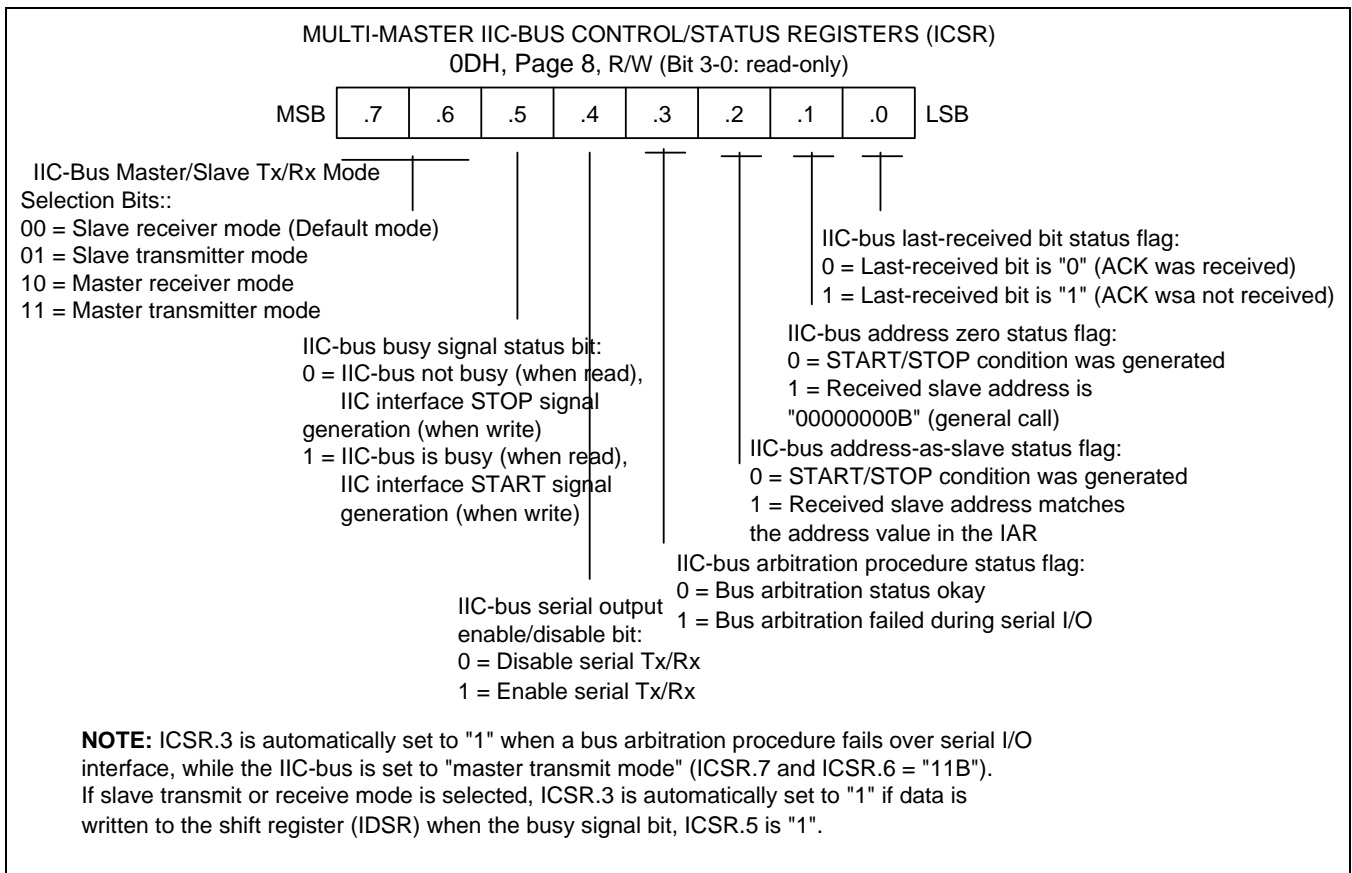 MULTI-MASTER IIC-BUS CONTROL/STATUS REGISTERS (ICSR)
0DH, Page 8, R/W (Bit 3-0: read-only)
MSB .7 .6 .5 .4 .3 .2 .1 .0 LSB
IIC-Bus Master/Slave Tx/Rx Mode
Selection Bits::
00 = Slave receiver mode (Default mode)
01 = Slave transmitter mode
10 = Master receiver mode
11 = Master transmitter mode
IIC-bus last-received bit status flag:
0 = Last-received bit is "0" (ACK was received)
1 = Last-received bit is "1" (ACK wsa not received)
IIC-bus address zero status flag:
0 = START/STOP condition was generated
1 = Received slave address is
"00000000B" (general call)
IIC-bus busy signal status bit:
0 = IIC-bus not busy (when read),
IIC interface STOP signal
generation (when write)
1 = IIC-bus is busy (when read),
IIC interface START signal
generation (when write)
IIC-bus address-as-slave status flag:
0 = START/STOP condition was generated
1 = Received slave address matches
the address value in the IAR
IIC-bus arbitration procedure status flag:
0 = Bus arbitration status okay
1 = Bus arbitration failed during serial I/O
IIC-bus serial output
enable/disable bit:
0 = Disable serial Tx/Rx
1 = Enable serial Tx/Rx
NOTE: ICSR.3 is automatically set to "1" when a bus arbitration procedure fails over serial I/O
interface, while the IIC-bus is set to "master transmit mode" (ICSR.7 and ICSR.6 = "11B").
If slave transmit or receive mode is selected, ICSR.3 is automatically set to "1" if data is
written to the shift register (IDSR) when the busy signal bit, ICSR.5 is "1".